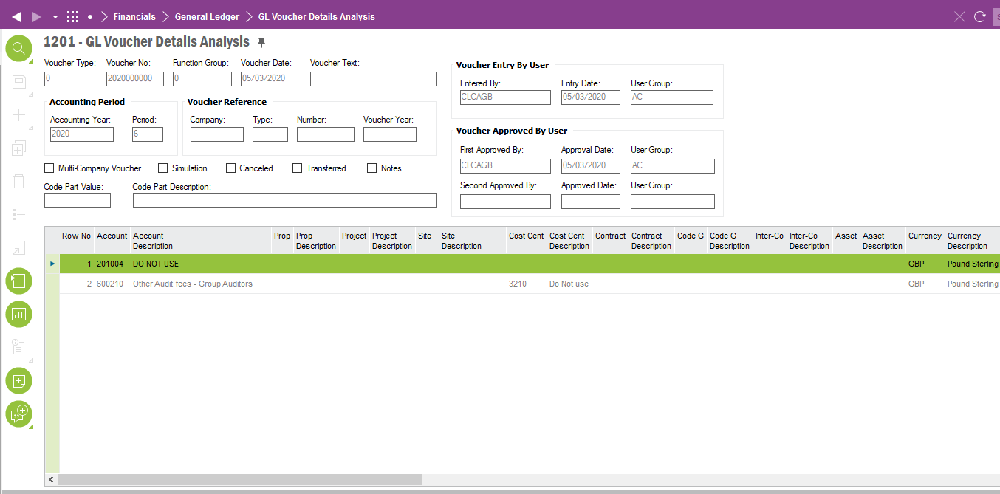 Financials General Ledger GL Voucher Details Analysis
1201 - GL Voucher Details Analysis
Voucher Type: Voucher No: Function Group: Voucher Date: Voucher Text:
0 2020000000 0 05/03/2020
Accounting Period Voucher Reference
Accounting Year: Period: Company: Type: Number: Voucher Year:
2020 6
Multi-Company Voucher Simulation Canceled Transferred Notes
Code Part Value: Code Part Description:
Voucher Entry By User
Entered By: Entry Date: User Group:
CLCAGB 05/03/2020 AC
Voucher Approved By User
First Approved By: Approval Date: User Group:
CLCAGB 05/03/2020 AC
Second Approved By: Approved Date: User Group:
Row No Account Account Prop Prop Project Project Site Site Cost Cent Cost Cent Contract Contract Code G Code G Inter-Co Inter-Co Asset Asset Currency Currency
Description Description Description Description Description Description Description Description Description Description
1 201004 DO NOT USE GBP Pound Sterling
2 600210 Other Audit fees - Group Auditors 3210 Do Not use GBP Pound Sterling